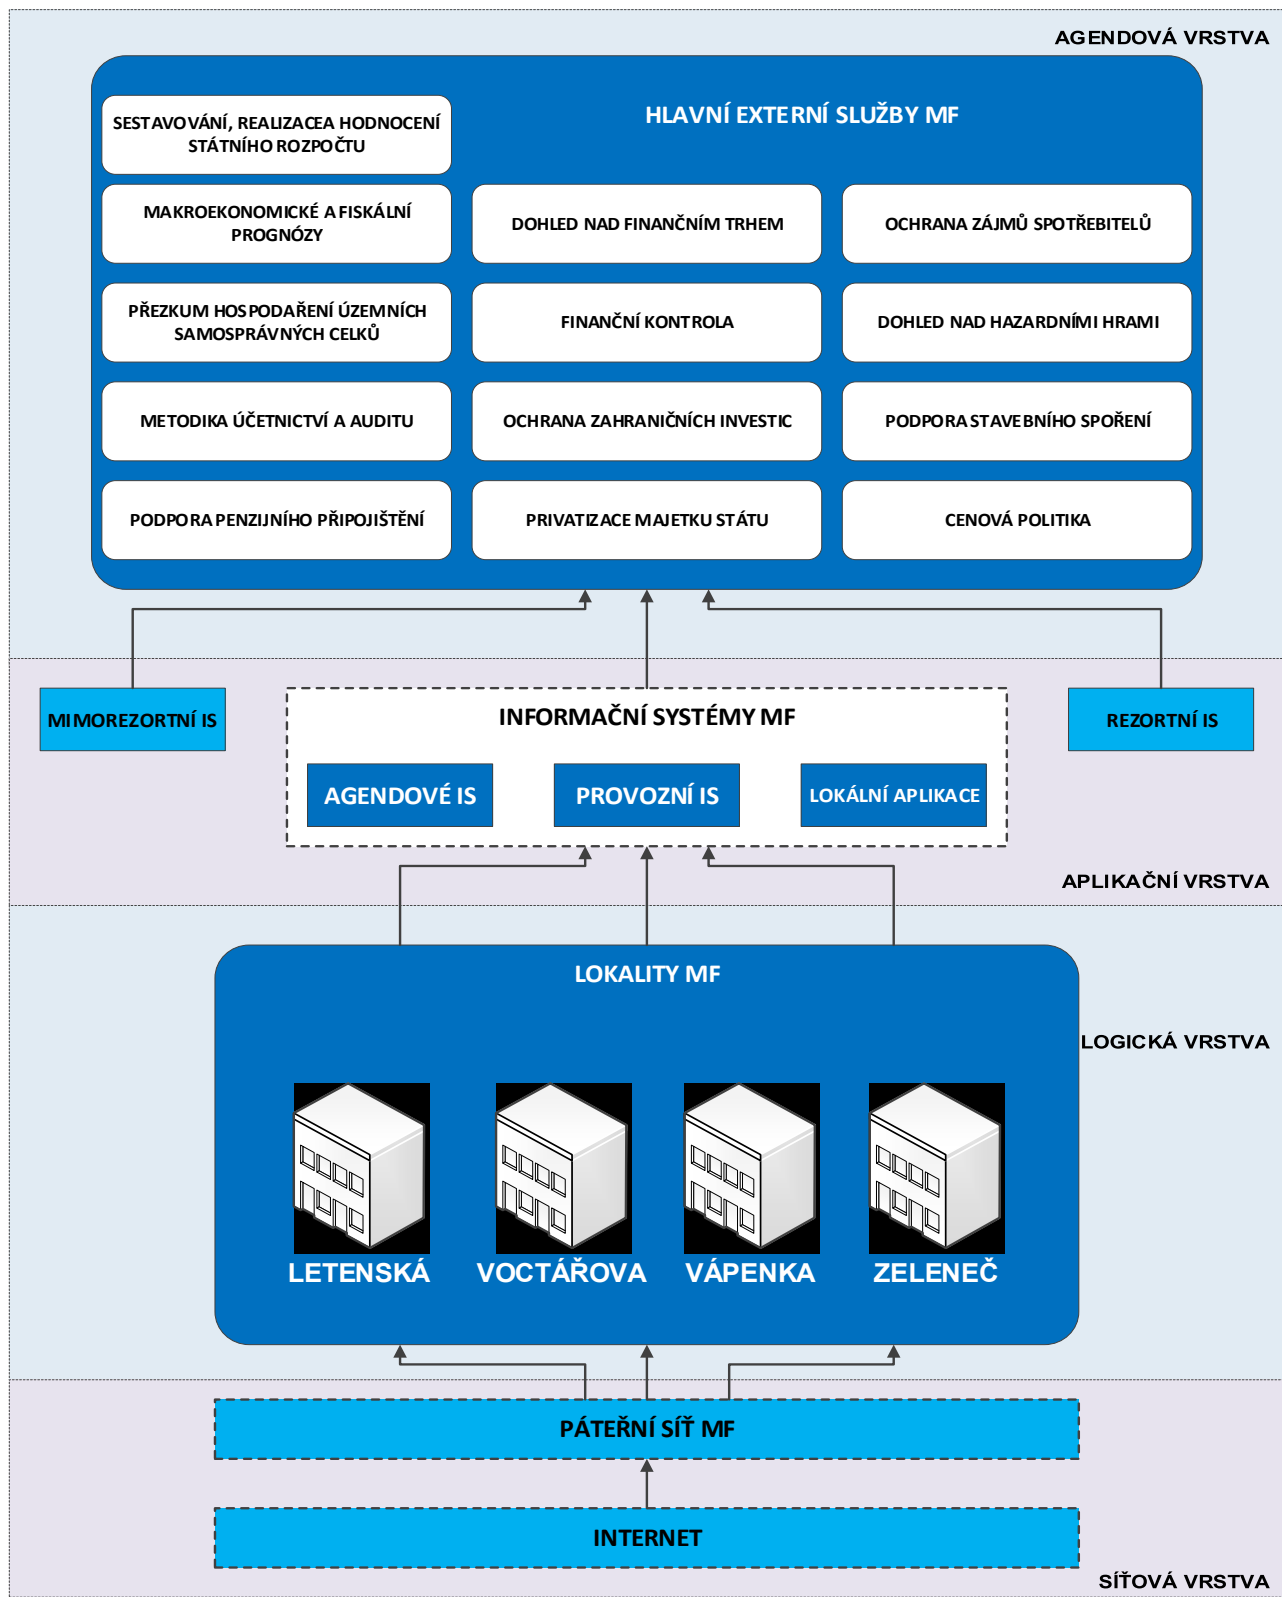 AGENDOVÁ VRSTVA
HLAVNÍ EXTERNÍ SLUŽBY MF
SESTAVOVÁNÍ, REALIZACEA HODNOCENÍ
STÁTNÍHO ROZPOČTU
MAKROEKONOMICKÉ A FISKÁLNÍ
PROGNÓZY
DOHLED NAD FINANČNÍM TRHEM
OCHRANA ZÁJMŮ SPOTŘEBITELŮ
PŘEZKUM HOSPODAŘENÍ ÚZEMNÍCH
SAMOSPRÁVNÝCH CELKŮ
FINANČNÍ KONTROLA
DOHLED NAD HAZARDNÍMI HRAMI
METODIKA ÚČETNICTVÍ A AUDITU
OCHRANA ZAHRANIČNÍCH INVESTIC
PODPORA STAVEBNÍHO SPOŘENÍ
PODPORA PENZIJNÍHO PŘIPOJIŠTĚNÍ
PRIVATIZACE MAJETKU STÁTU
CENOVÁ POLITIKA
MIMOREZORTNÍ IS
INFORMAČNÍ SYSTÉMY MF
REZORTNÍ IS
AGENDOVÉ IS
PROVOZNÍ IS
LOKÁLNÍ APLIKACE
APLIKAČNÍ VRSTVA
LOKALITY MF
LOGICKÁ VRSTVA
LETENSKÁ
VOCTÁŘOVA
VÁPENKA
ZELENEČ
PÁTEŘNÍ SÍŤ MF
INTERNET
SÍŤOVÁ VRSTVA